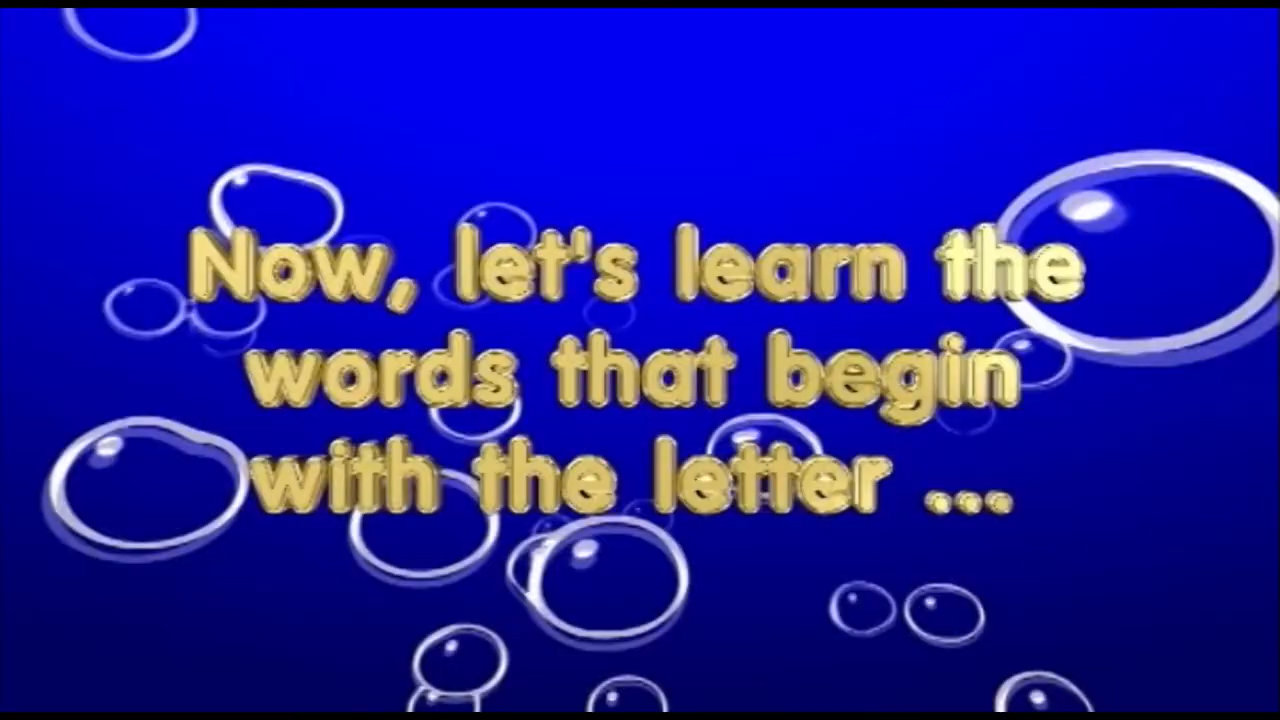 Now, let's learn the
words that begin
with the letter ...